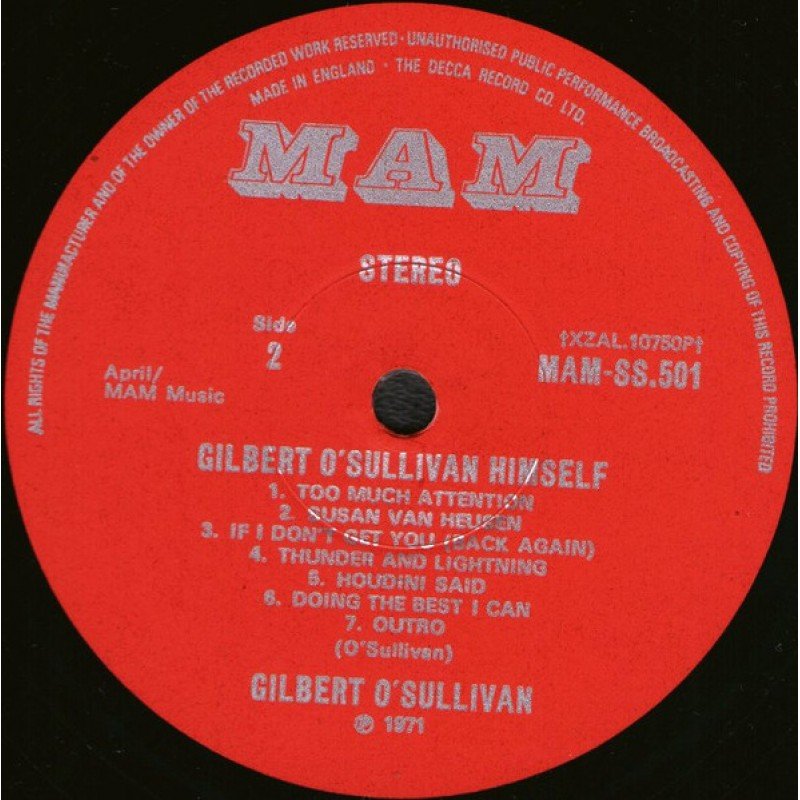 ALL RIGHTS OF THE MANUFACTURER AND OF THE OWNER OF THE RECORDED WORK RESERVED · UNAUTHORISED PUBLIC PERFORMANCE BROADCASTING AND COPYING OF THIS RECORD PROHIBITED
MADE IN ENGLAND · THE DECCA RECORD CO. LTD.
MAM
STEREO
Side
2
†XZAL.10750P†
MAM-SS.501
April/
MAM Music
GILBERT O'SULLIVAN HIMSELF
1. TOO MUCH ATTENTION
2. SUSAN VAN HEUSEN
3. IF I DON'T GET YOU (BACK AGAIN)
4. THUNDER AND LIGHTNING
5. HOUDINI SAID
6. DOING THE BEST I CAN
7. OUTRO
(O'Sullivan)
GILBERT O'SULLIVAN
℗ 1971